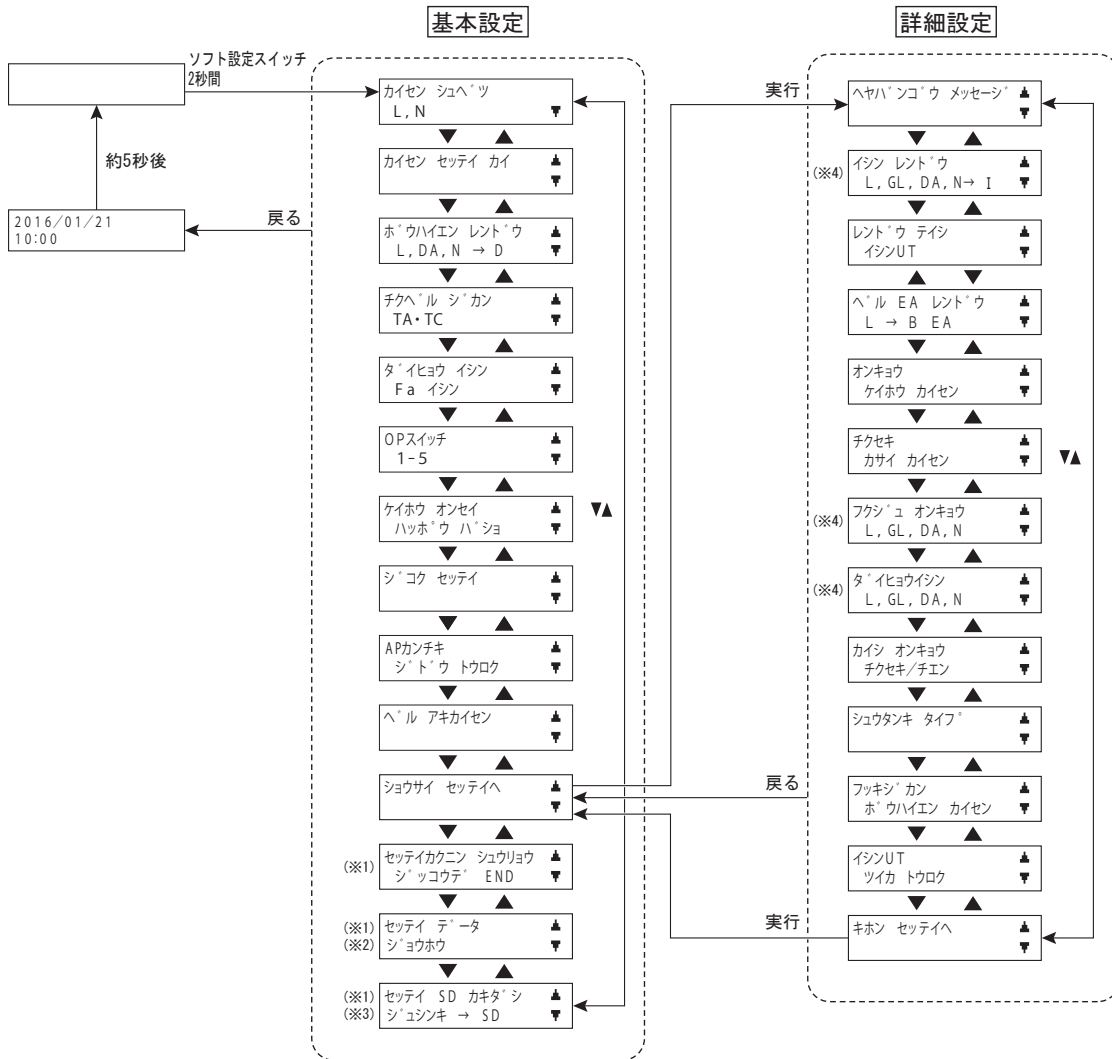 基本設定
ソフト設定スイッチ
2秒間
約5秒後
2016/01/21
10:00
戻る
カイセン シュベツ
L,N
カイセン セッテイ カイ
ボウハイエン レンドウ
L,DA,N → D
チクベル ジカン
TA・TC
ダイヒョウ イシン
Fa イシン
OPスイッチ
1-5
ケイホウ オンセイ
ハッポウ バショ
ジコク セッテイ
APカンチキ
ジドウ トウロク
ベル アキカイセン
ショウサイ セッテイヘ
(※1)
セッテイカクニン シュウリョウ
ジッコウデ END
(※1)
(※2)
セッテイ データ
ジョウホウ
(※1)
(※3)
セッテイ SD カキダシ
ジュシンキ → SD
▼▲
詳細設定
実行
ヘヤバンゴウ メッセージ
(※4)
イシン レンドウ
L,GL,DA,N→ I
レンドウ テイシ
イシンUT
ベル EA レンドウ
L → B EA
オンキョウ
ケイホウ カイセン
チクセキ
カサイ カイセン
(※4)
フクジュ オンキョウ
L,GL,DA,N
(※4)
ダイヒョウイシン
L,GL,DA,N
カイシ オンキョウ
チクセキ/チエン
シュウタンキ タイプ
戻る
フッキジカン
ボウハイエン カイセン
イシンUT
ツイカ トウロク
実行
キホン セッテイヘ
▼▲